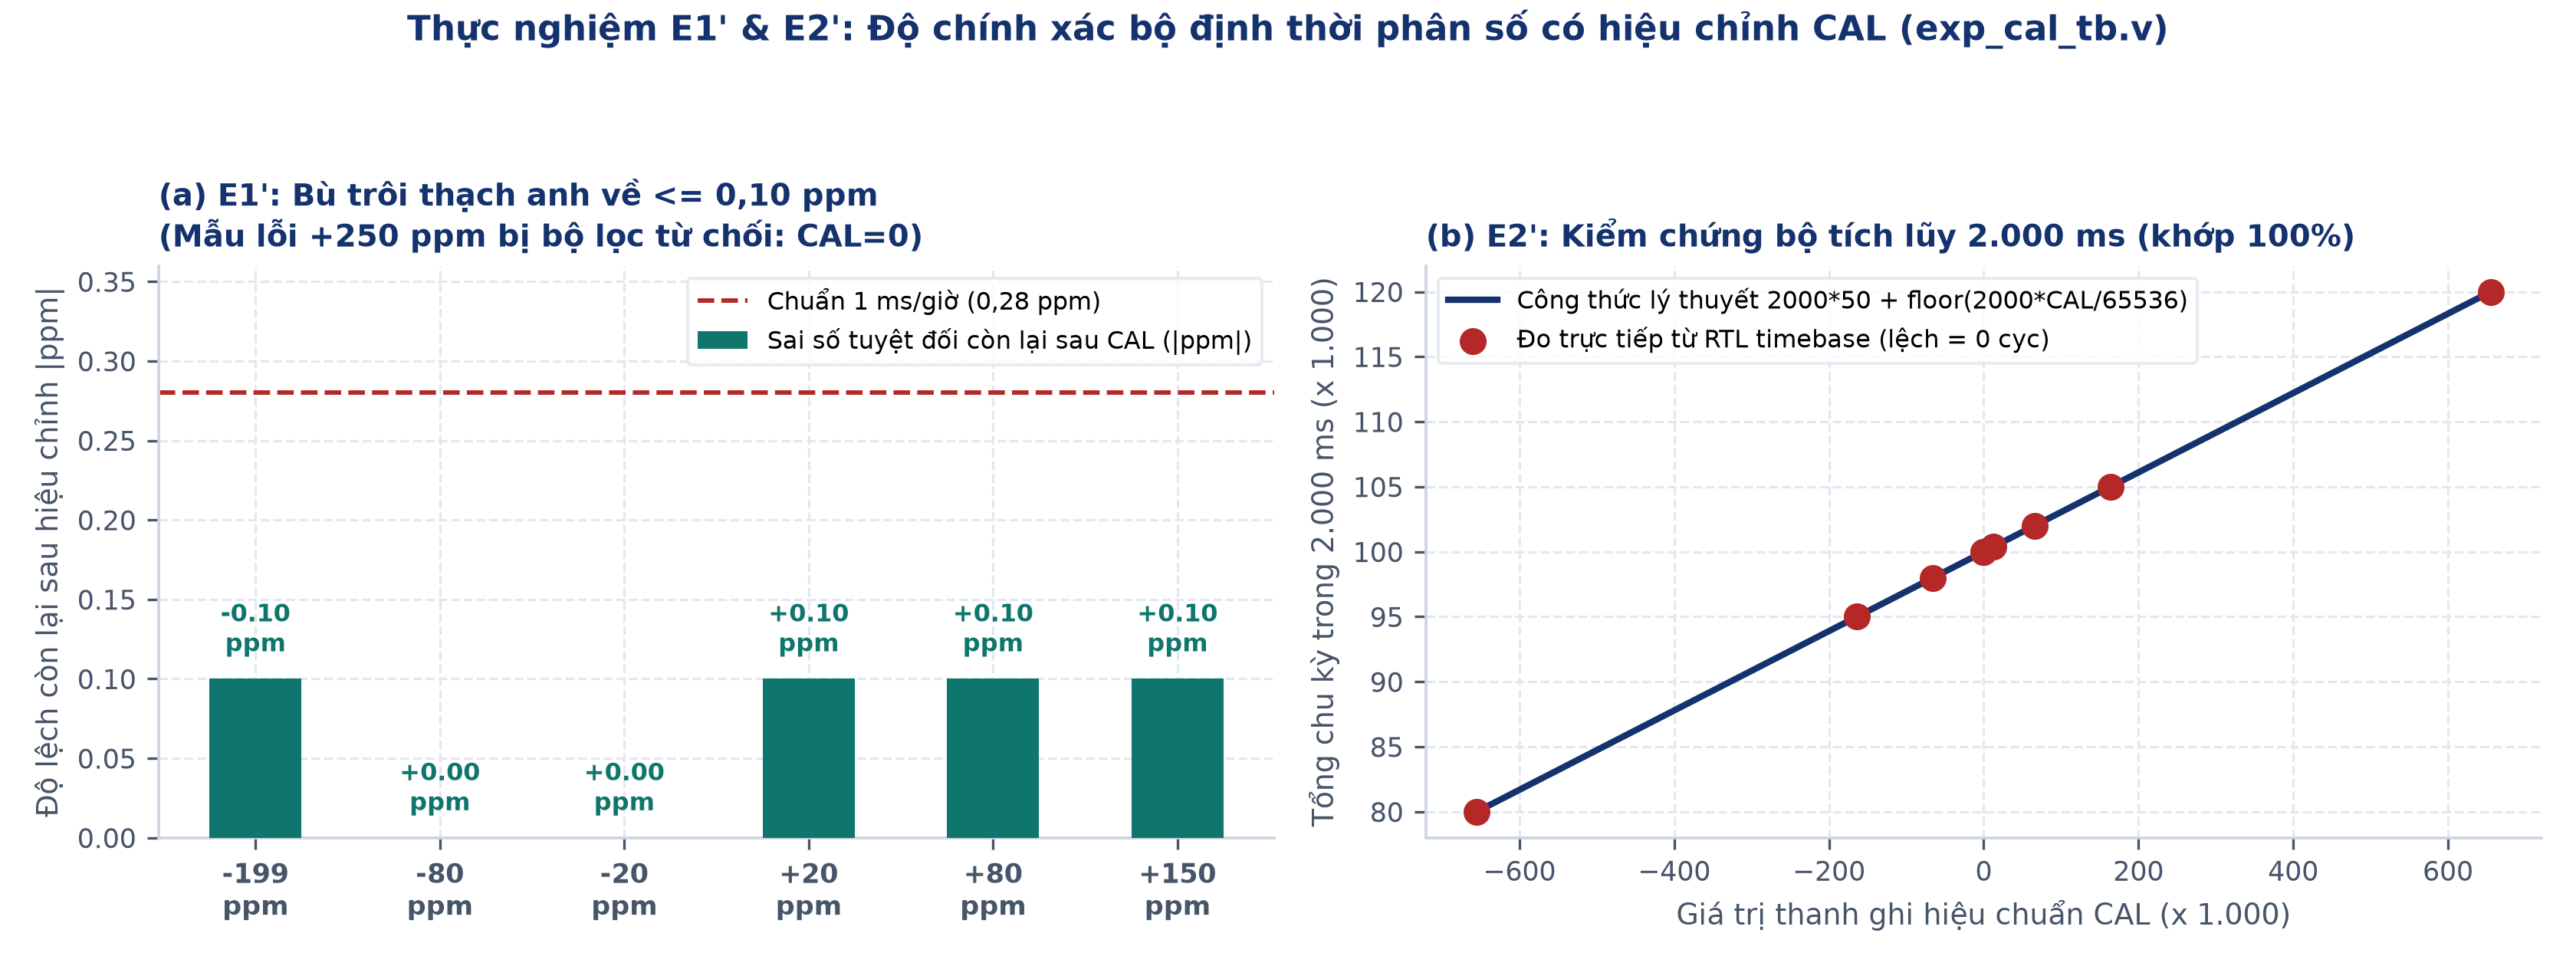 Thực nghiệm E1' & E2': Độ chính xác bộ định thời phân số có hiệu chỉnh CAL (exp_cal_tb.v)
(a) E1': Bù trôi thạch anh về <= 0,10 ppm
(Mẫu lỗi +250 ppm bị bộ lọc từ chối: CAL=0)
Độ lệch còn lại sau hiệu chỉnh |ppm|
0.35
0.30
0.25
0.20
0.15
0.10
0.05
0.00
Chuẩn 1 ms/giờ (0,28 ppm)
Sai số tuyệt đối còn lại sau CAL (|ppm|)
-0.10
ppm
+0.00
ppm
+0.00
ppm
+0.10
ppm
+0.10
ppm
+0.10
ppm
-199
ppm
-80
ppm
-20
ppm
+20
ppm
+80
ppm
+150
ppm
(b) E2': Kiểm chứng bộ tích lũy 2.000 ms (khớp 100%)
Tổng chu kỳ trong 2.000 ms (x 1.000)
120
115
110
105
100
95
90
85
80
Công thức lý thuyết 2000*50 + floor(2000*CAL/65536)
Đo trực tiếp từ RTL timebase (lệch = 0 cyc)
−600
−400
−200
0
200
400
600
Giá trị thanh ghi hiệu chuẩn CAL (x 1.000)